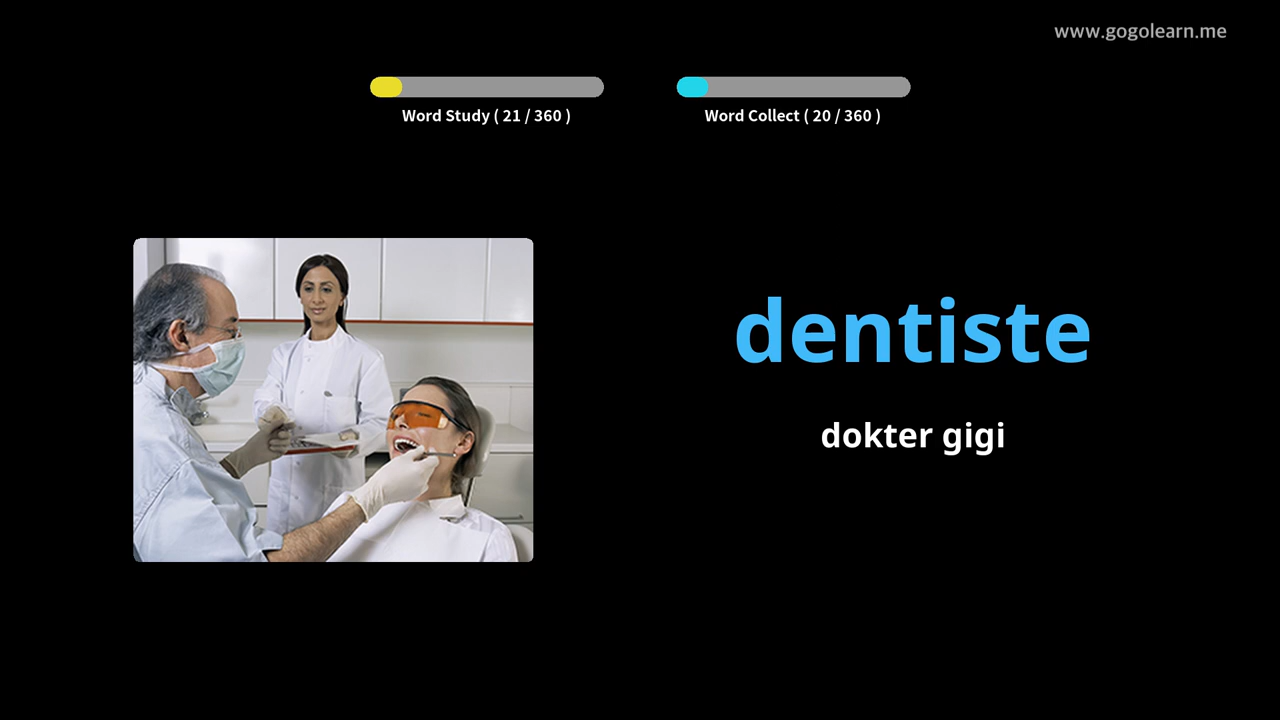 www.gogolearn.me
Word Study ( 21 / 360 )
Word Collect ( 20 / 360 )
dentiste
dokter gigi